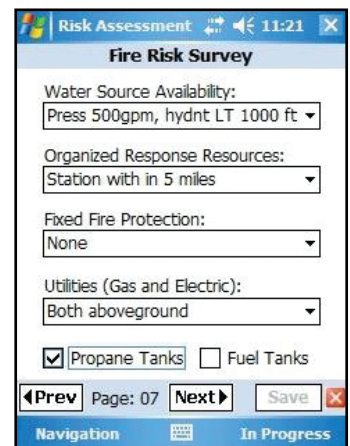 Risk Assessment 11:21
Fire Risk Survey
Water Source Availability:
Press 500gpm, hydnt LT 1000 ft
Organized Response Resources:
Station with in 5 miles
Fixed Fire Protection:
None
Utilities (Gas and Electric):
Both aboveground
Propane Tanks Fuel Tanks
Prev Page: 07 Next Save
Navigation In Progress